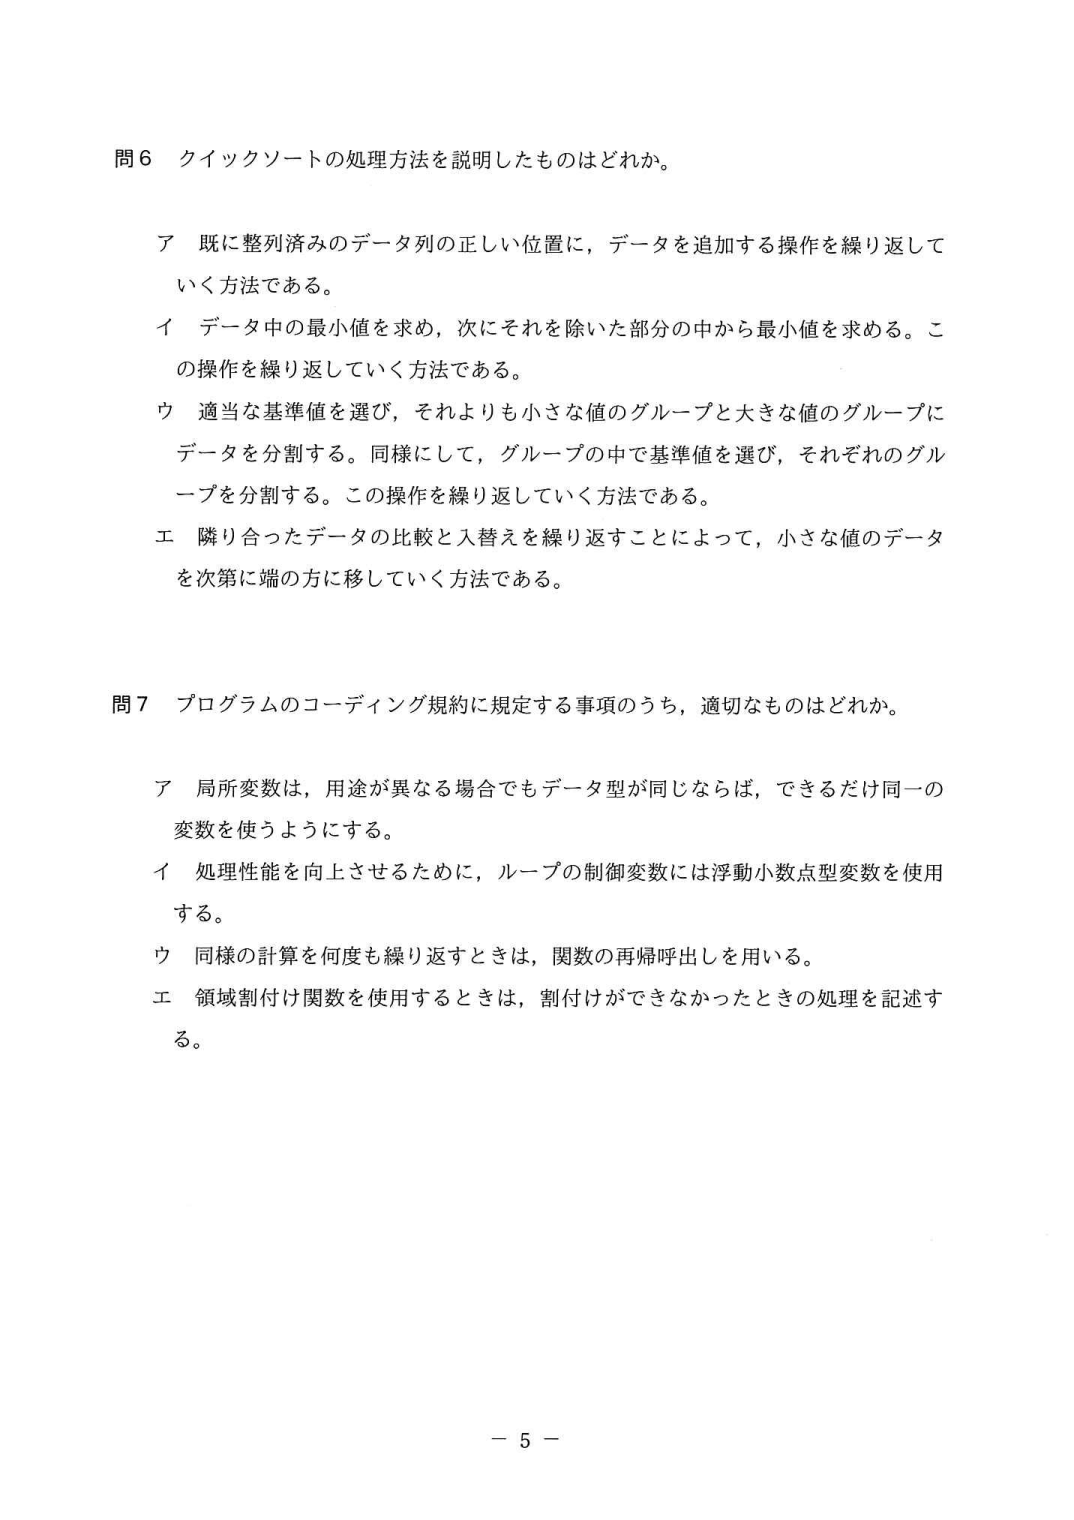 問6　クイックソートの処理方法を説明したものはどれか。
ア　既に整列済みのデータ列の正しい位置に，データを追加する操作を繰り返して
いく方法である。
イ　データ中の最小値を求め，次にそれを除いた部分の中から最小値を求める。こ
の操作を繰り返していく方法である。
ウ　適当な基準値を選び，それよりも小さな値のグループと大きな値のグループに
データを分割する。同様にして，グループの中で基準値を選び，それぞれのグル
ープを分割する。この操作を繰り返していく方法である。
エ　隣り合ったデータの比較と入替えを繰り返すことによって，小さな値のデータ
を次第に端の方に移していく方法である。
問7　プログラムのコーディング規約に規定する事項のうち，適切なものはどれか。
ア　局所変数は，用途が異なる場合でもデータ型が同じならば，できるだけ同一の
変数を使うようにする。
イ　処理性能を向上させるために，ループの制御変数には浮動小数点型変数を使用
する。
ウ　同様の計算を何度も繰り返すときは，関数の再帰呼出しを用いる。
エ　領域割付け関数を使用するときは，割付けができなかったときの処理を記述す
る。
－ 5 －